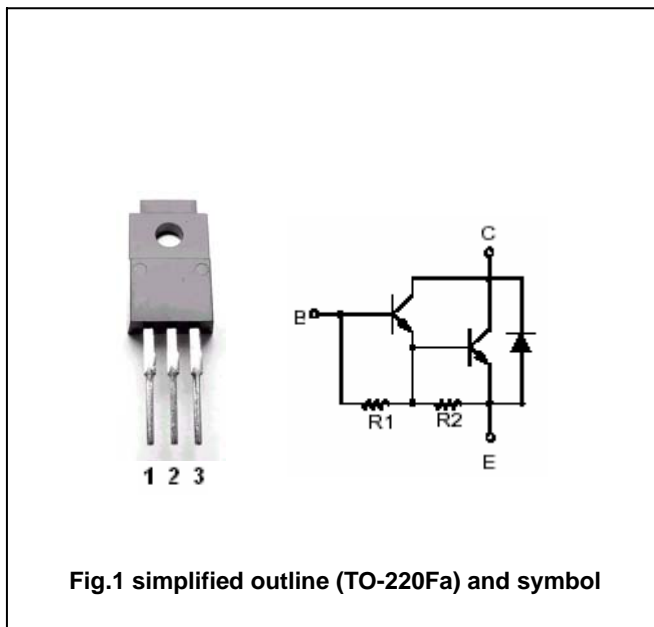 C
B
R1 R2
E
1 2 3
Fig.1 simplified outline (TO-220Fa) and symbol